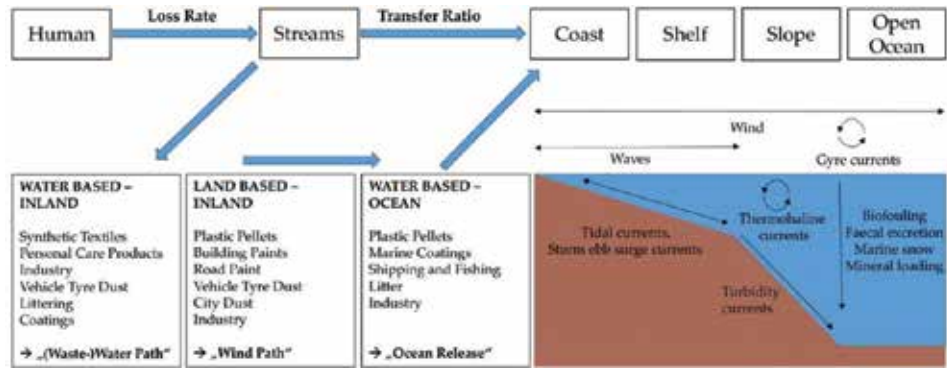 Loss Rate
Transfer Ratio
Human
Streams
Coast
Shelf
Slope
Open
Ocean
Wind
Waves
Gyre currents
WATER BASED –
INLAND
Synthetic Textiles
Personal Care Products
Industry
Vehicle Tyre Dust
Littering
Coatings
→ „(Waste-)Water Path"
LAND BASED –
INLAND
Plastic Pellets
Building Paints
Road Paint
Vehicle Tyre Dust
City Dust
Industry
→ „Wind Path"
WATER BASED –
OCEAN
Plastic Pellets
Marine Coatings
Shipping and Fishing
Litter
Industry
→ „Ocean Release"
Tidal currents,
Storm ebb surge currents
Thermohaline
currents
Turbidity
currents
Biofouling
Faecal excretion
Marine snow
Mineral loading